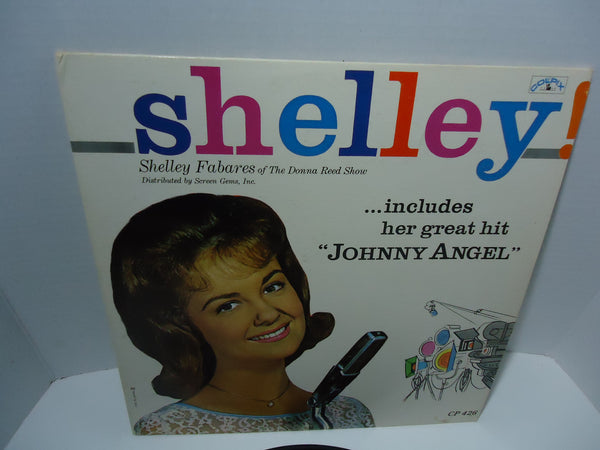 COLPIX
shelley!
Shelley Fabares of The Donna Reed Show
Distributed by Screen Gems, Inc.
...includes
her great hit
"JOHNNY ANGEL"
CP 426